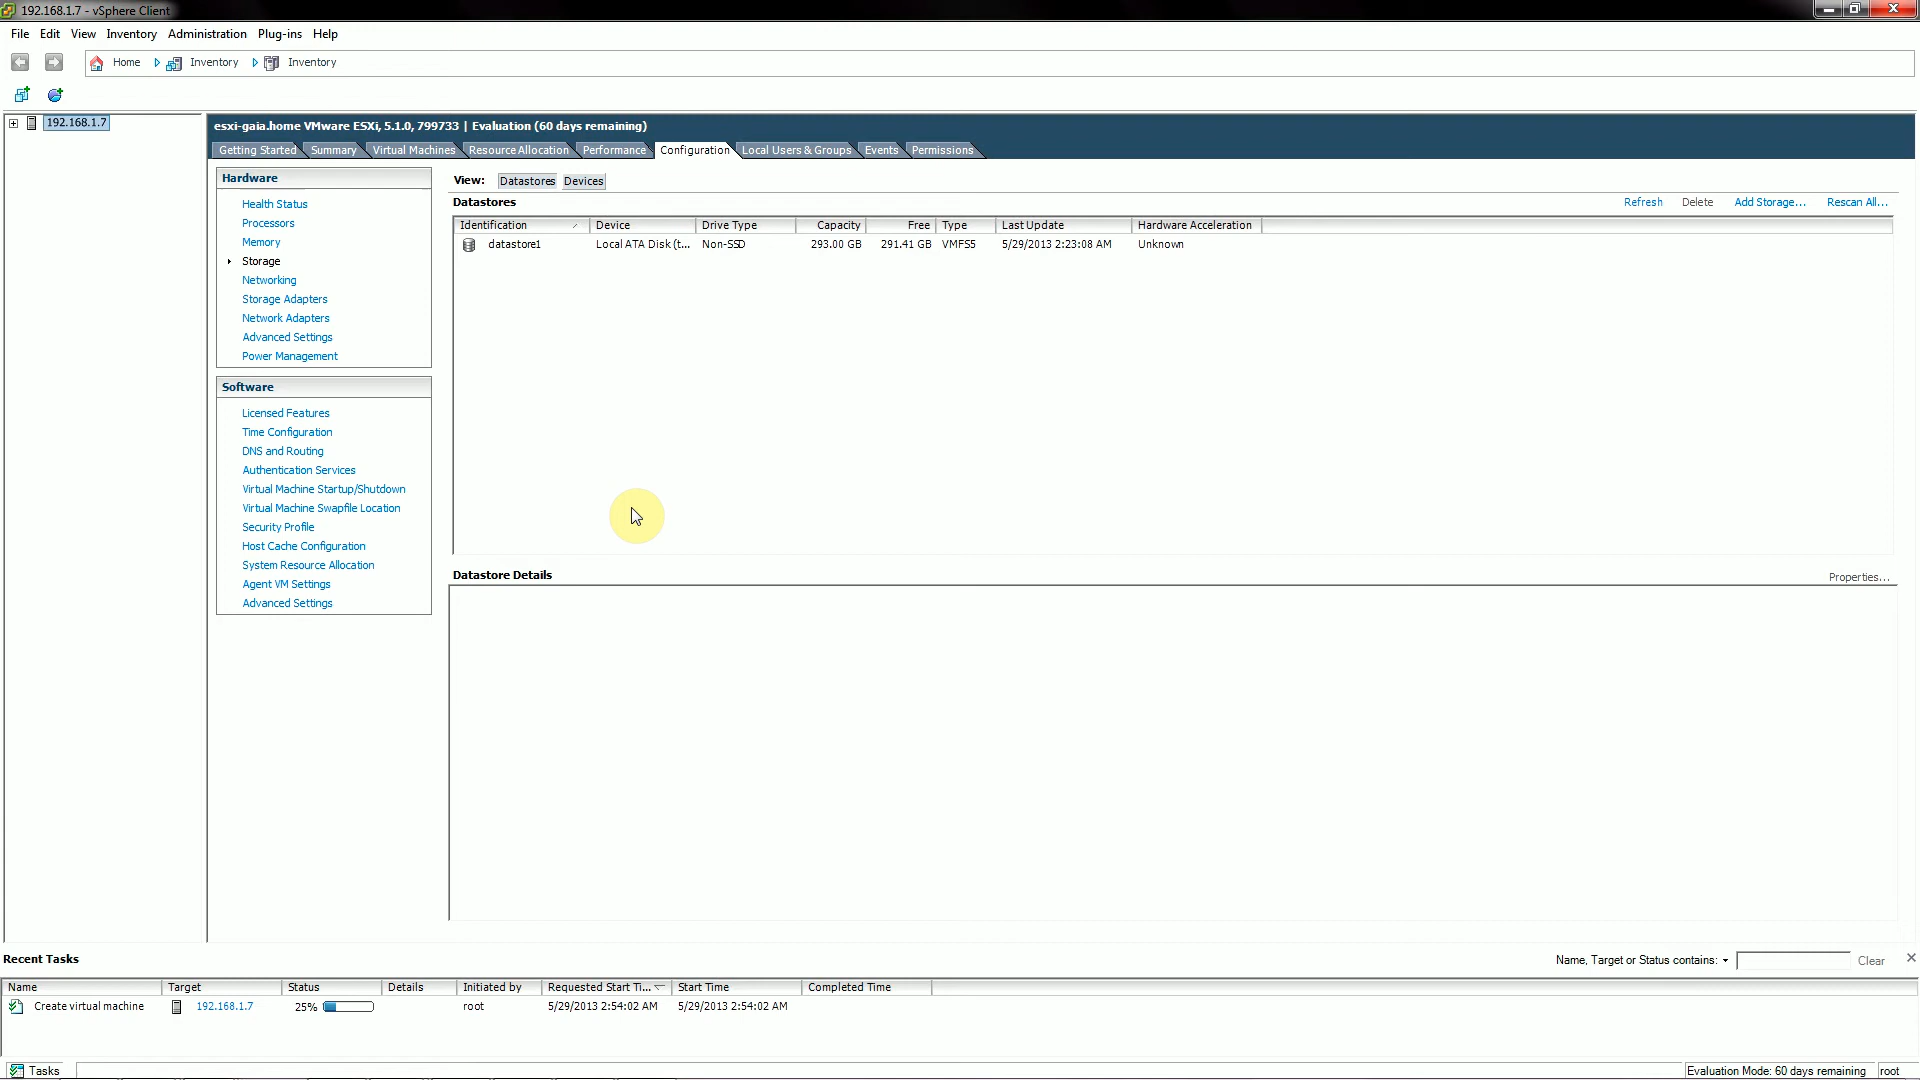 192.168.1.7 - vSphere Client
File Edit View Inventory Administration Plug-ins Help
Home Inventory Inventory
192.168.1.7
esxi-gaia.home VMware ESXi, 5.1.0, 799733 | Evaluation (60 days remaining)
Getting Started Summary Virtual Machines Resource Allocation Performance Configuration Local Users & Groups Events Permissions
Hardware
Health Status
Processors
Memory
Storage
Networking
Storage Adapters
Network Adapters
Advanced Settings
Power Management
Software
Licensed Features
Time Configuration
DNS and Routing
Authentication Services
Virtual Machine Startup/Shutdown
Virtual Machine Swapfile Location
Security Profile
Host Cache Configuration
System Resource Allocation
Agent VM Settings
Advanced Settings
View: Datastores Devices
Datastores Refresh Delete Add Storage... Rescan All...
Identification Device Drive Type Capacity Free Type Last Update Hardware Acceleration
datastore1 Local ATA Disk (t... Non-SSD 293.00 GB 291.41 GB VMFS5 5/29/2013 2:23:08 AM Unknown
Datastore Details Properties...
Recent Tasks Name, Target or Status contains: Clear
Name Target Status Details Initiated by Requested Start Ti... Start Time Completed Time
Create virtual machine 192.168.1.7 25% root 5/29/2013 2:54:02 AM 5/29/2013 2:54:02 AM
Tasks Evaluation Mode: 60 days remaining root